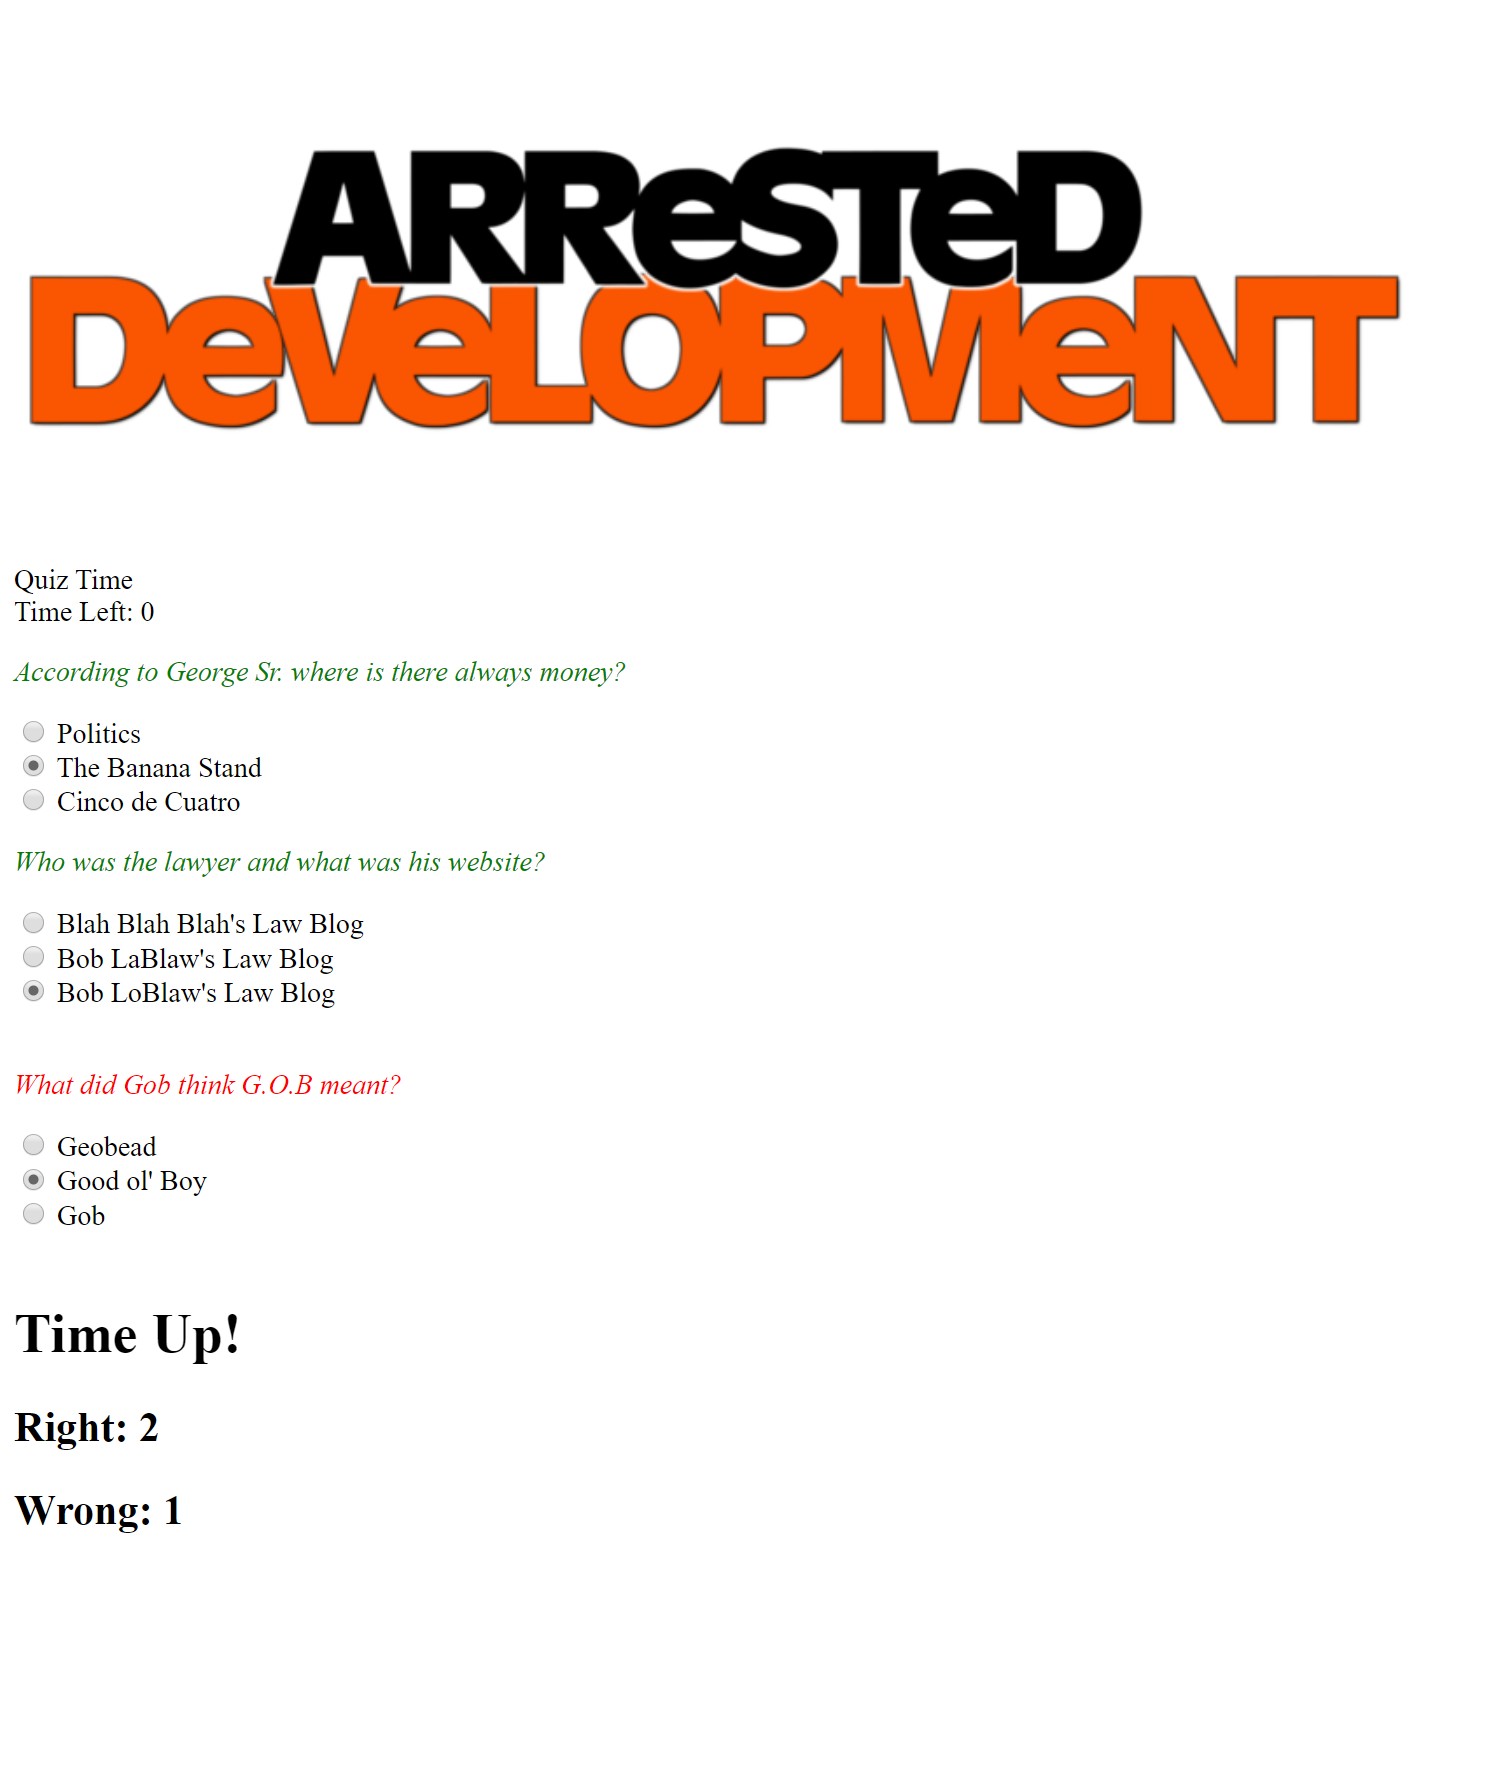 ARReSTeD
DeVeLOPMeNT
Quiz Time
Time Left: 0
According to George Sr. where is there always money?
Politics
The Banana Stand
Cinco de Cuatro
Who was the lawyer and what was his website?
Blah Blah Blah's Law Blog
Bob LaBlaw's Law Blog
Bob LoBlaw's Law Blog
What did Gob think G.O.B meant?
Geobead
Good ol' Boy
Gob
Time Up!
Right: 2
Wrong: 1